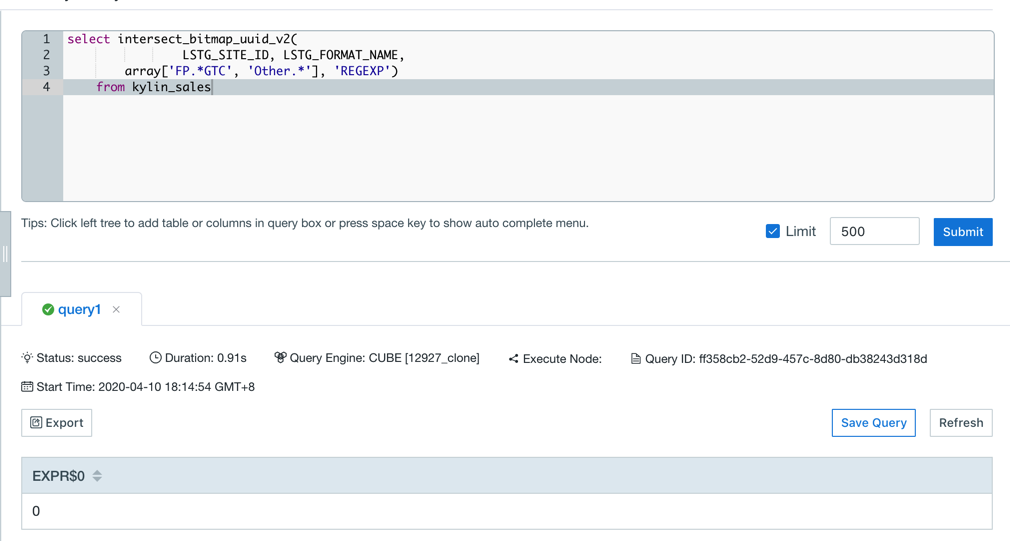 1 select intersect_bitmap_uuid_v2(
2 LSTG_SITE_ID, LSTG_FORMAT_NAME,
3 array['FP.*GTC', 'Other.*'], 'REGEXP')
4 from kylin_sales
Tips: Click left tree to add table or columns in query box or press space key to show auto complete menu.
Limit 500 Submit
query1 ×
Status: success Duration: 0.91s Query Engine: CUBE [12927_clone] Execute Node: Query ID: ff358cb2-52d9-457c-8d80-db38243d318d
Start Time: 2020-04-10 18:14:54 GMT+8
Export Save Query Refresh
EXPR$0
0